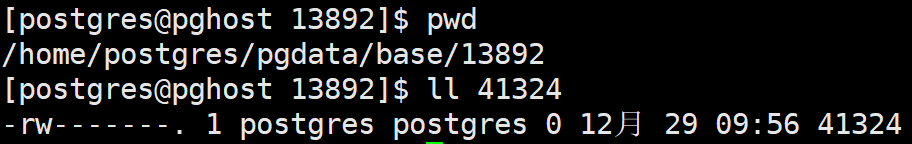 [postgres@pghost 13892]$ pwd
/home/postgres/pgdata/base/13892
[postgres@pghost 13892]$ ll 41324
-rw-------. 1 postgres postgres 0 12月 29 09:56 41324